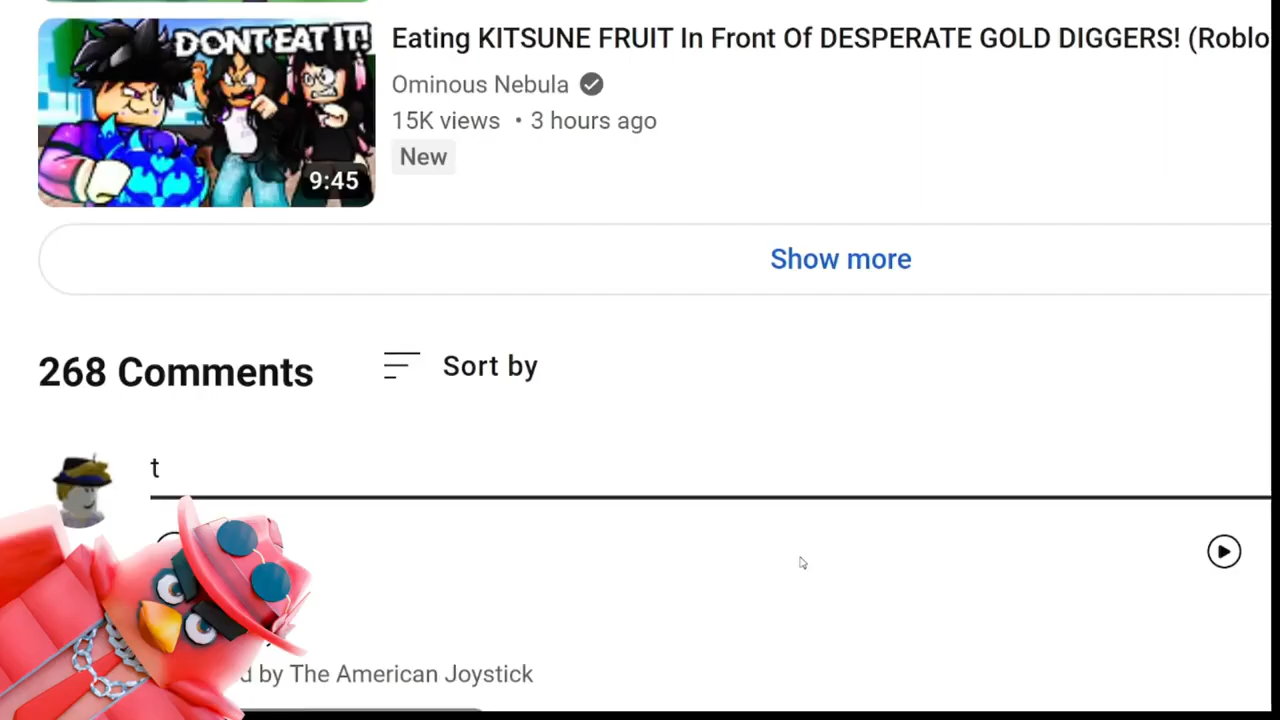 DONT EAT IT!
9:45
Eating KITSUNE FRUIT In Front Of DESPERATE GOLD DIGGERS! (Roblo
Ominous Nebula
15K views • 3 hours ago
New
Show more
268 Comments
Sort by
t
d by The American Joystick